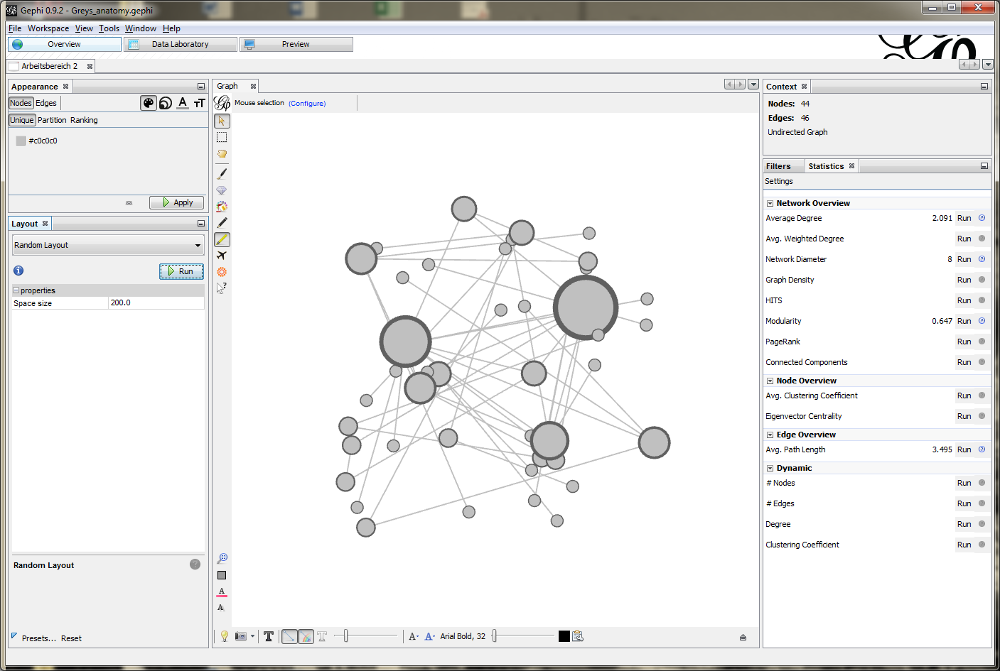 Gephi 0.9.2 - Greys_anatomy.gephi
File Workspace View Tools Window Help
Overview Data Laboratory Preview
Arbeitsbereich 2
Appearance
Nodes Edges
Unique Partition Ranking
#c0c0c0
Apply
Layout
Random Layout
Run
properties
Space size 200.0
Random Layout
Presets... Reset
Graph
Mouse selection (Configure)
Arial Bold, 32
Context
Nodes: 44
Edges: 46
Undirected Graph
Filters Statistics
Settings
Network Overview
Average Degree 2.091 Run
Avg. Weighted Degree Run
Network Diameter 8 Run
Graph Density Run
HITS Run
Modularity 0.647 Run
PageRank Run
Connected Components Run
Node Overview
Avg. Clustering Coefficient Run
Eigenvector Centrality Run
Edge Overview
Avg. Path Length 3.495 Run
Dynamic
# Nodes Run
# Edges Run
Degree Run
Clustering Coefficient Run